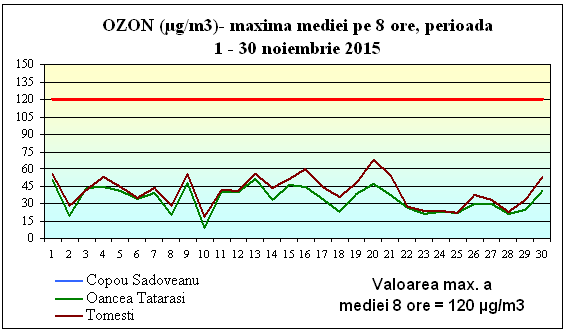 OZON (µg/m3)- maxima mediei pe 8 ore, perioada
1 - 30 noiembrie 2015
150
135
120
105
90
75
60
45
30
15
0
1 2 3 4 5 6 7 8 9 10 11 12 13 14 15 16 17 18 19 20 21 22 23 24 25 26 27 28 29 30
Copou Sadoveanu
Oancea Tatarasi
Tomesti
Valoarea max. a
mediei 8 ore = 120 µg/m3